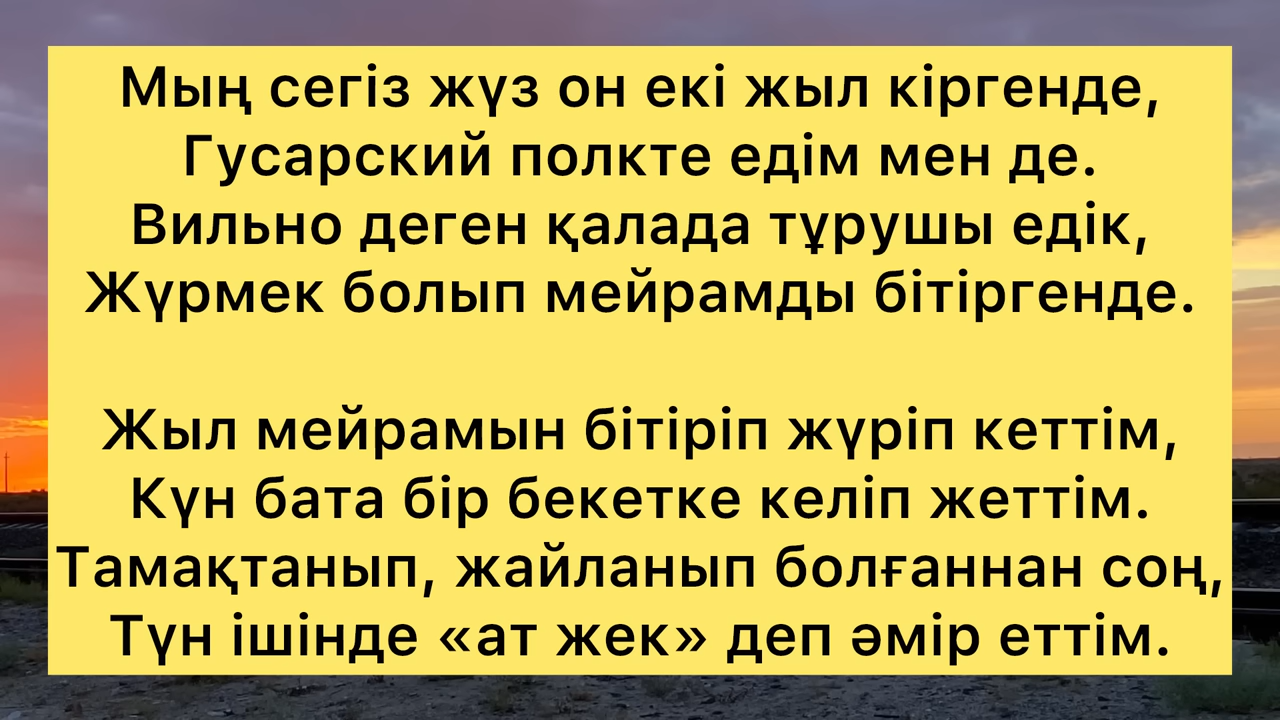 Мың сегіз жүз он екі жыл кіргенде,
Гусарский полкте едім мен де.
Вильно деген қалада тұрушы едік,
Жүрмек болып мейрамды бітіргенде.
Жыл мейрамын бітіріп жүріп кеттім,
Күн бата бір бекетке келіп жеттім.
Тамақтанып, жайланып болғаннан соң,
Түн ішінде «ат жек» деп әмір еттім.